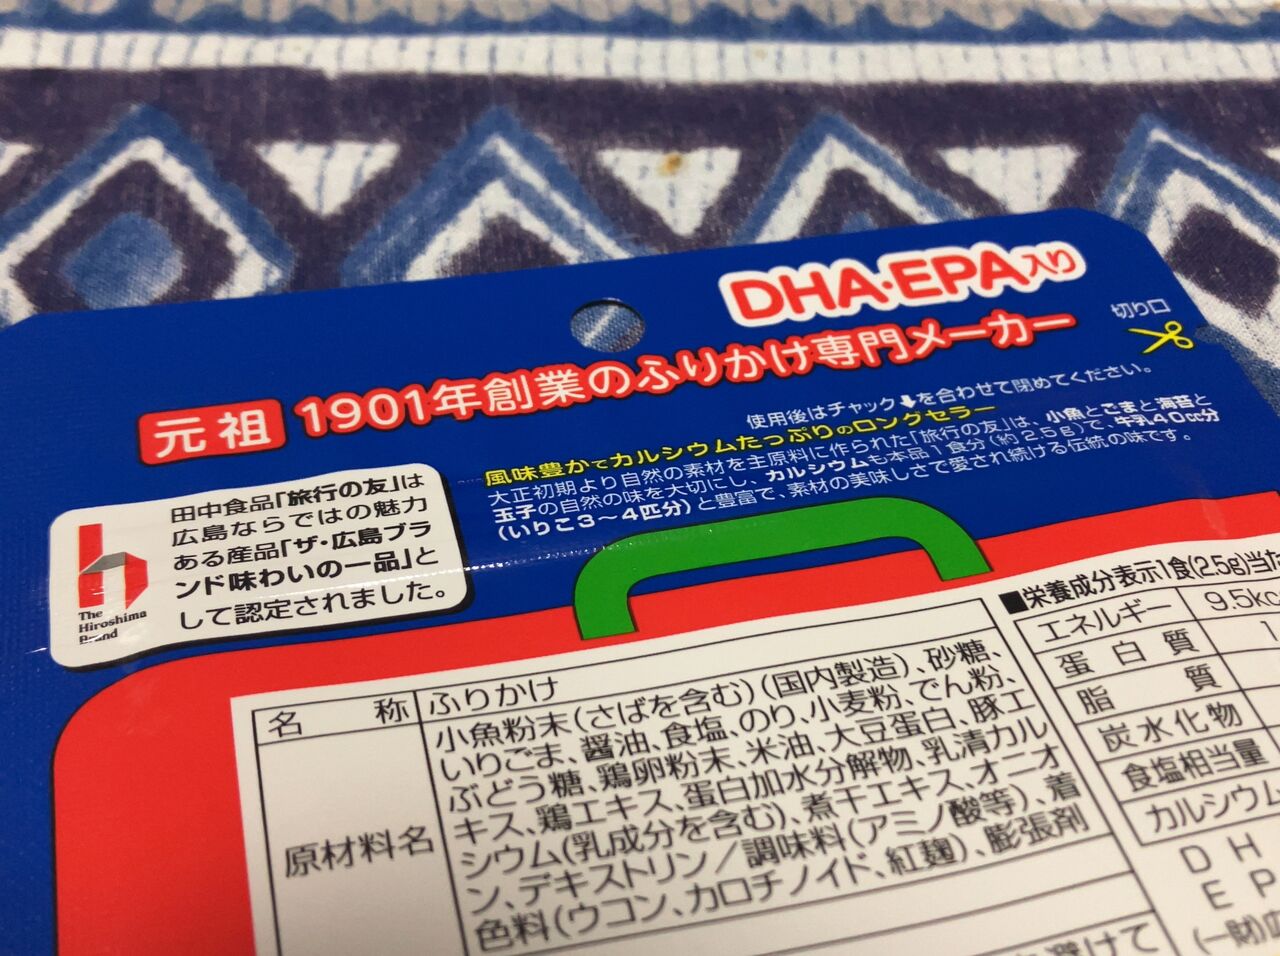 DHA・EPA入り
切り口
元祖 1901年創業のふりかけ専門メーカー
使用後はチャック⬇を合わせて閉めてください。
風味豊かでカルシウムたっぷりのロングセラー
大正初期より自然の素材を主原料に作られた「旅行の友」は、小魚とごまと海苔と
玉子の自然の味を大切にし、カルシウムも本品1食分(約2.5g)で、牛乳40cc分
(いりこ3〜4匹分)と豊富で、素材の美味しさで愛され続ける伝統の味です。
The
Hiroshima
Brand
田中食品「旅行の友」は
広島ならではの魅力
ある産品「ザ・広島ブラ
ンド味わいの一品」と
して認定されました。
名称 ふりかけ
原材料名
小魚粉末(さばを含む)(国内製造)、砂糖、
いりごま、醤油、食塩、のり、小麦粉、でん粉、
ぶどう糖、鶏卵粉末、米油、大豆蛋白、豚エ
キス、鶏エキス、蛋白加水分解物、乳清カル
シウム(乳成分を含む)、煮干エキス、オニオ
ン、デキストリン/調味料(アミノ酸等)、着
色料(ウコン、カロチノイド、紅麹)、膨張剤
避けて
■栄養成分表示1食(2.5g)当た
エネルギー 9.5kc
蛋白質 1
脂質
炭水化物
食塩相当量
カルシウム
DH
EP
(一財)